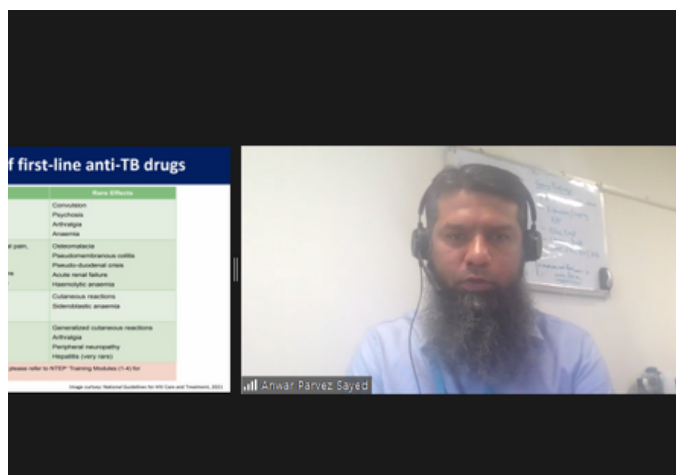 f first-line anti-TB drugs
Rare Effects
Convulsion
Psychosis
Arthralgia
Anaemia
al pain,
Osteomalacia
Pseudomembranous colitis
Pseudo-duodenal crisis
Acute renal failure
Haemolytic anaemia
Cutaneous reactions
Sideroblastic anaemia
Generalized cutaneous reactions
Arthralgia
Peripheral neuropathy
Hepatitis (very rare)
please refer to NTEP Training Modules (1-4) for
Image curtsey: National Guidelines for HIV Care and Treatment, 2021
Anwar Parvez Sayed